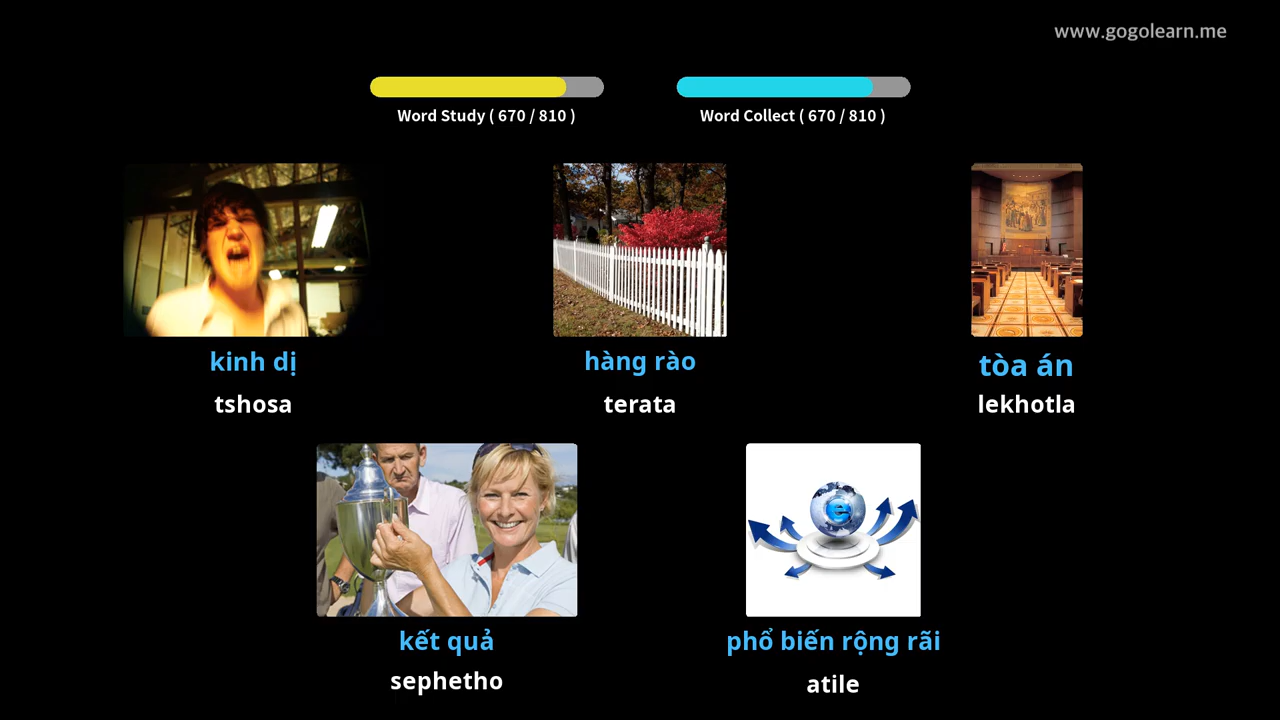 www.gogolearn.me
Word Study ( 670 / 810 )
Word Collect ( 670 / 810 )
kinh dị
tshosa
hàng rào
terata
tòa án
lekhotla
kết quả
sephetho
phổ biến rộng rãi
atile